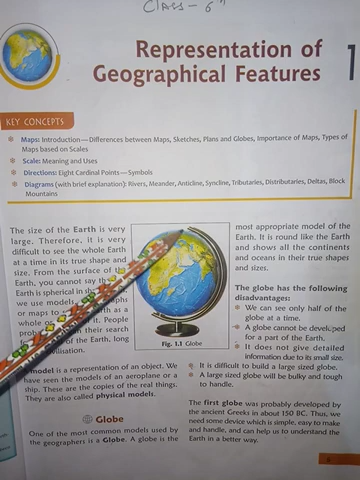 Class - 6
Representation of
Geographical Features
1
KEY CONCEPTS
Maps: Introduction—Differences between Maps, Sketches, Plans and Globes, Importance of Maps, Types of
Maps based on Scales
Scale: Meaning and Uses
Directions: Eight Cardinal Points—Symbols
Diagrams (with brief explanation): Rivers, Meander, Anticline, Syncline, Tributaries, Distributaries, Deltas, Block
Mountains
The size of the Earth is very
large. Therefore, it is very
difficult to see the whole Earth
at a time in its true shape and
size. From the surface of
Earth, you cannot say
Earth is spherical in
we use models,
or maps to Earth as a
whole People
in their search
of the Earth, long
model is a representation of an object. We
have seen the models of an aeroplane or a
ship. These are the copies of the real things.
They are also called physical models.
Globe
One of the most common models used by
the geographers is a Globe. A globe is the
Fig. 1.1 Globe
most appropriate model of the
Earth. It is round like the Earth
and shows all the continents
and oceans in their true shapes
and sizes.
The globe has the following
disadvantages:
We can see only half of the
globe at a time.
A globe cannot be developed
for a part of the Earth.
It does not give detailed
information due to its small size.
It is difficult to build a large sized globe.
A large sized globe will be bulky and tough
to handle.
The first globe was probably developed by
the ancient Greeks in about 150 BC. Thus, we
need some device which is simple, easy to make
and handle, and can help us to understand the
Earth in a better way.